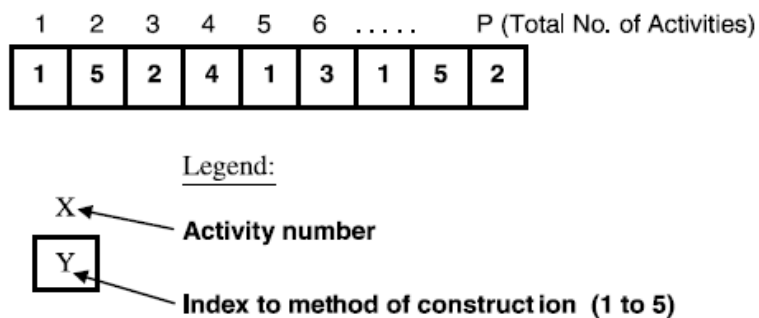 1 2 3 4 5 6 ..... P (Total No. of Activities)
1 5 2 4 1 3 1 5 2
Legend:
X
Activity number
Y
Index to method of construction (1 to 5)